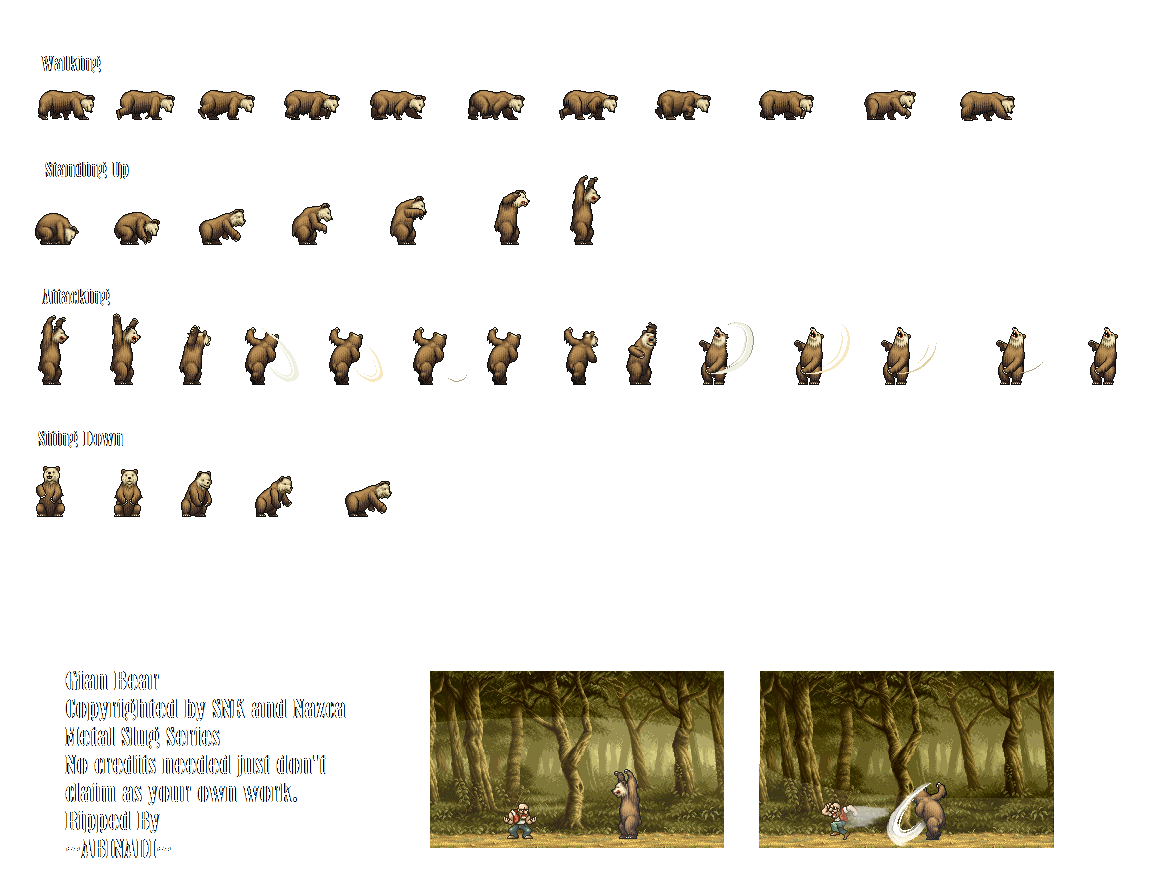 Walking
Standing Up
Attacking
Siting Down
Gian Bear
Copyrighted by SNK and Nazca
Metal Slug Series
No credits needed just don't
claim as your own work.
Ripped By